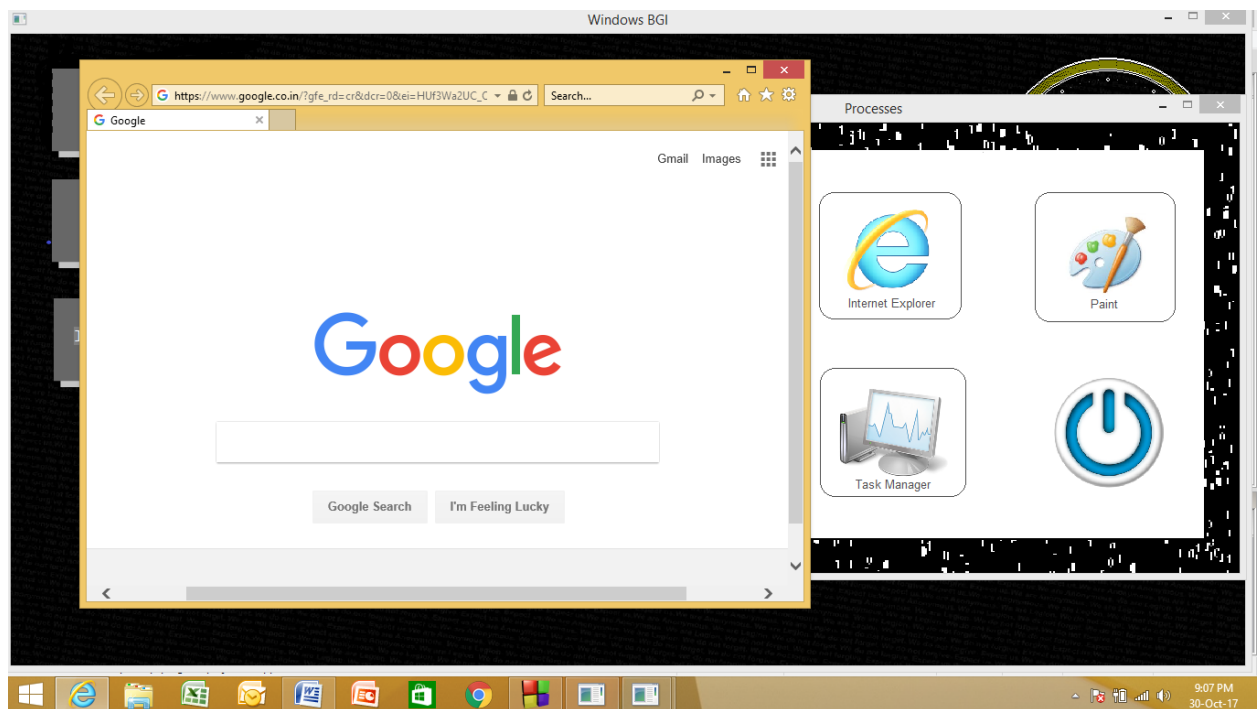 Windows BGI
https://www.google.co.in/?gfe_rd=cr&dcr=0&ei=HUf3Wa2UC_C
Search...
Google
Gmail Images
Google
Google Search I'm Feeling Lucky
Processes
Internet Explorer
Paint
Task Manager
9:07 PM
30-Oct-17